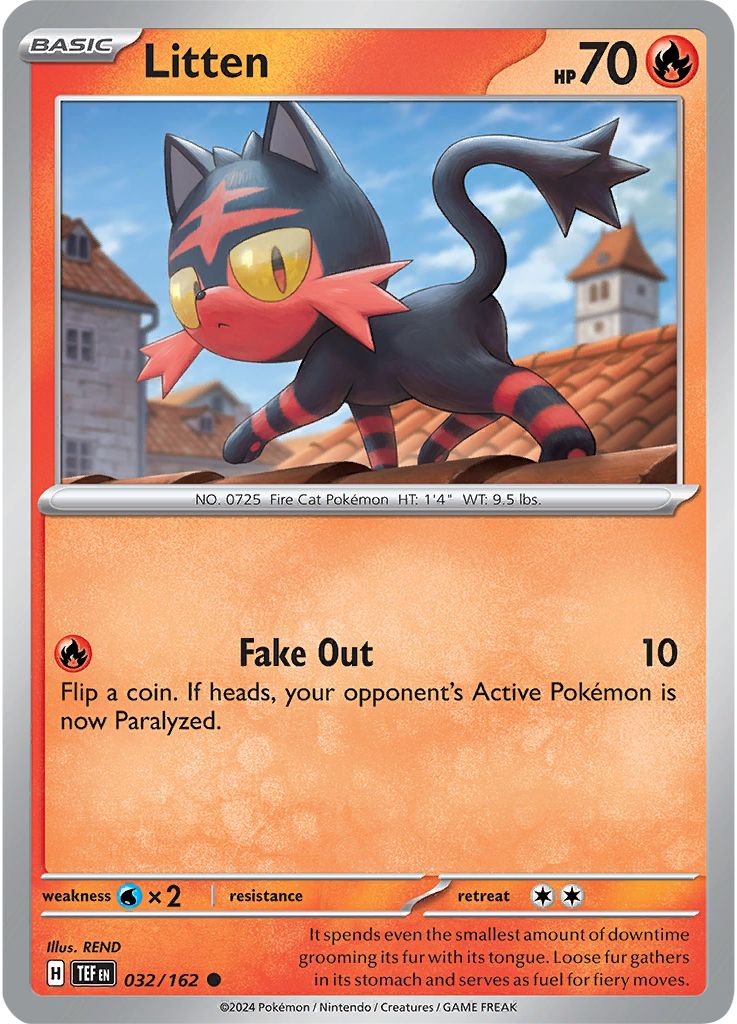 BASIC
Litten
HP 70
NO. 0725 Fire Cat Pokémon HT: 1'4" WT: 9.5 lbs.
Fake Out 10
Flip a coin. If heads, your opponent's Active Pokémon is
now Paralyzed.
weakness ×2 resistance retreat
Illus. REND
It spends even the smallest amount of downtime
grooming its fur with its tongue. Loose fur gathers
in its stomach and serves as fuel for fiery moves.
H TEF EN 032/162
©2024 Pokémon / Nintendo / Creatures / GAME FREAK